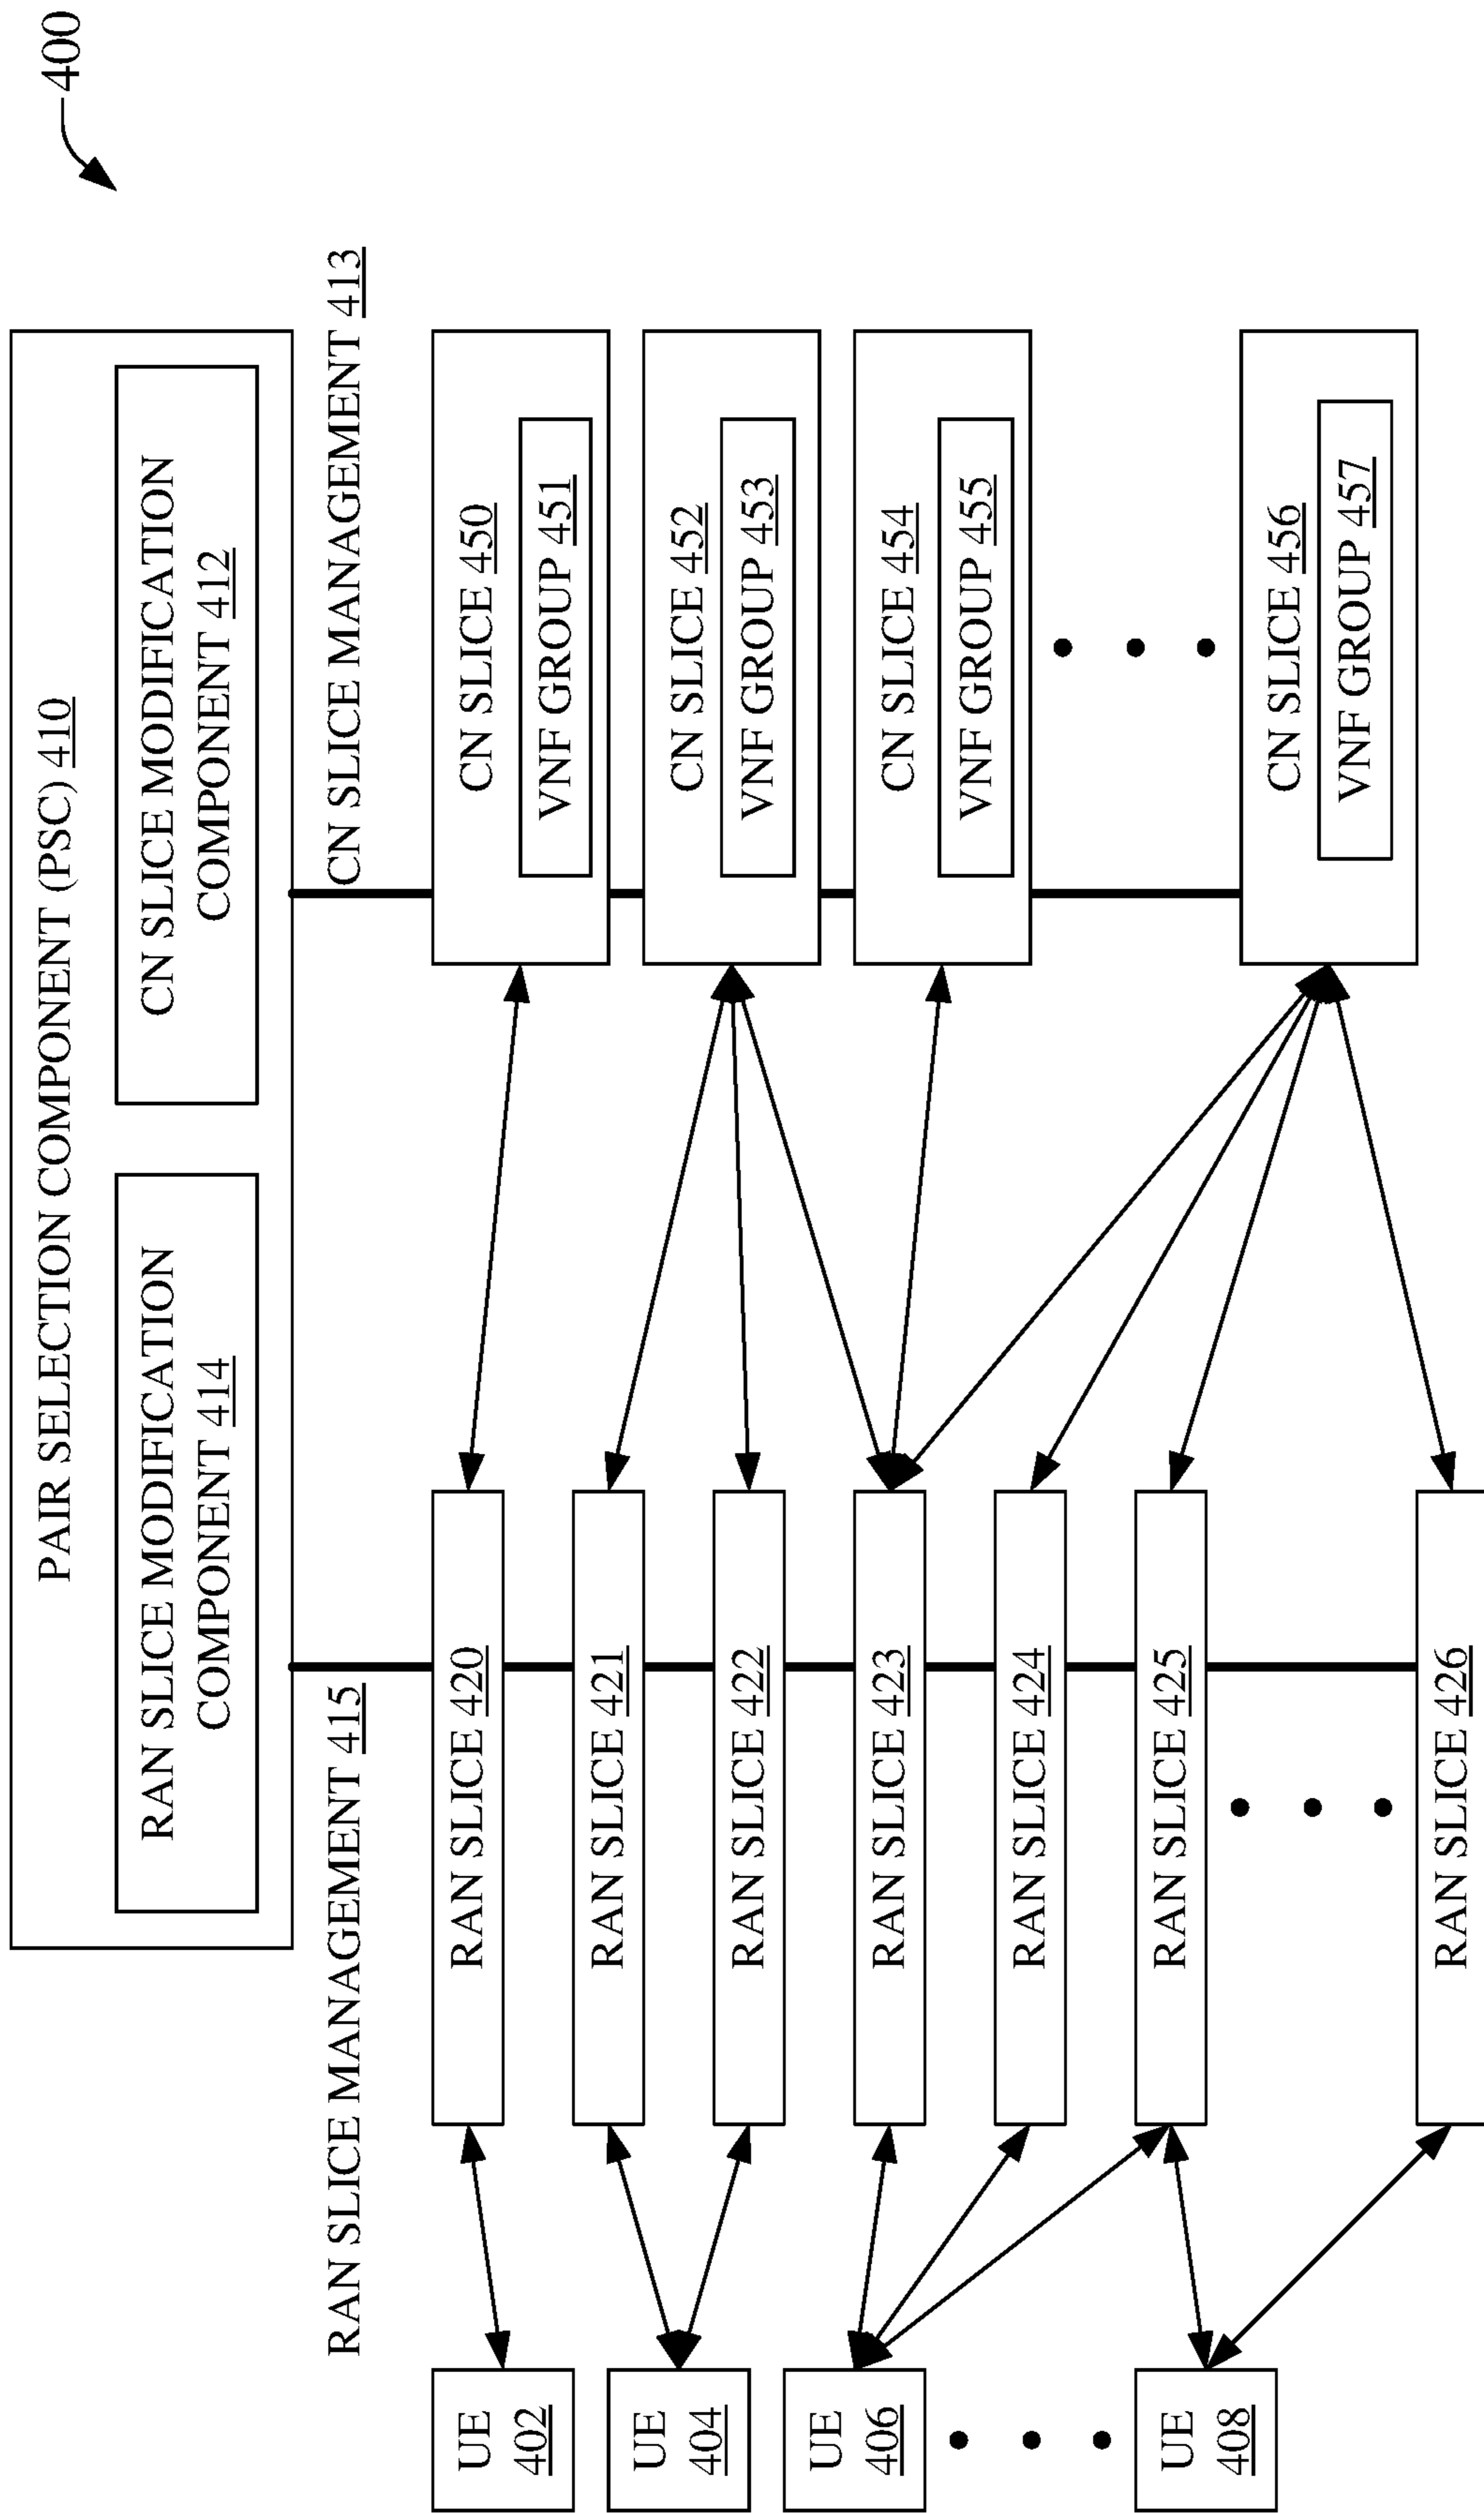 400
PAIR SELECTION COMPONENT (PSC) 410
RAN SLICE MODIFICATION
COMPONENT 414
CN SLICE MODIFICATION
COMPONENT 412
RAN SLICE MANAGEMENT 415
CN SLICE MANAGEMENT 413
UE
402
UE
404
UE
406
UE
408
RAN SLICE 420
RAN SLICE 421
RAN SLICE 422
RAN SLICE 423
RAN SLICE 424
RAN SLICE 425
RAN SLICE 426
CN SLICE 450
VNF GROUP 451
CN SLICE 452
VNF GROUP 453
CN SLICE 454
VNF GROUP 455
CN SLICE 456
VNF GROUP 457